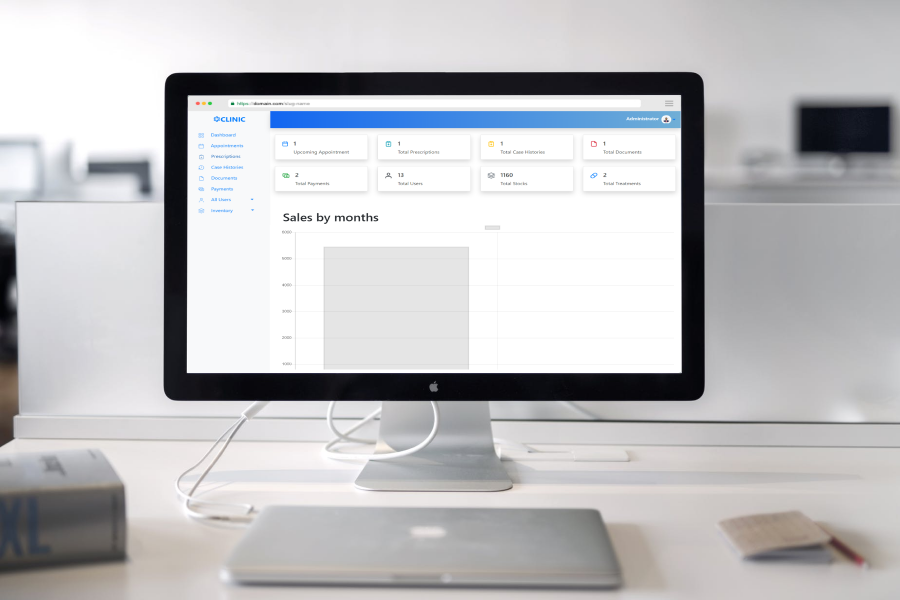 https://domain.com/slug-name
CLINIC
Administrator
Dashboard
Appointments
Prescriptions
Case Histories
Documents
Payments
All Users
Inventory
1
Upcoming Appointment
1
Total Prescriptions
1
Total Case Histories
1
Total Documents
2
Total Payments
13
Total Users
1160
Total Stocks
2
Total Treatments
Sales by months
6000
5000
4000
3000
2000
1000
XL